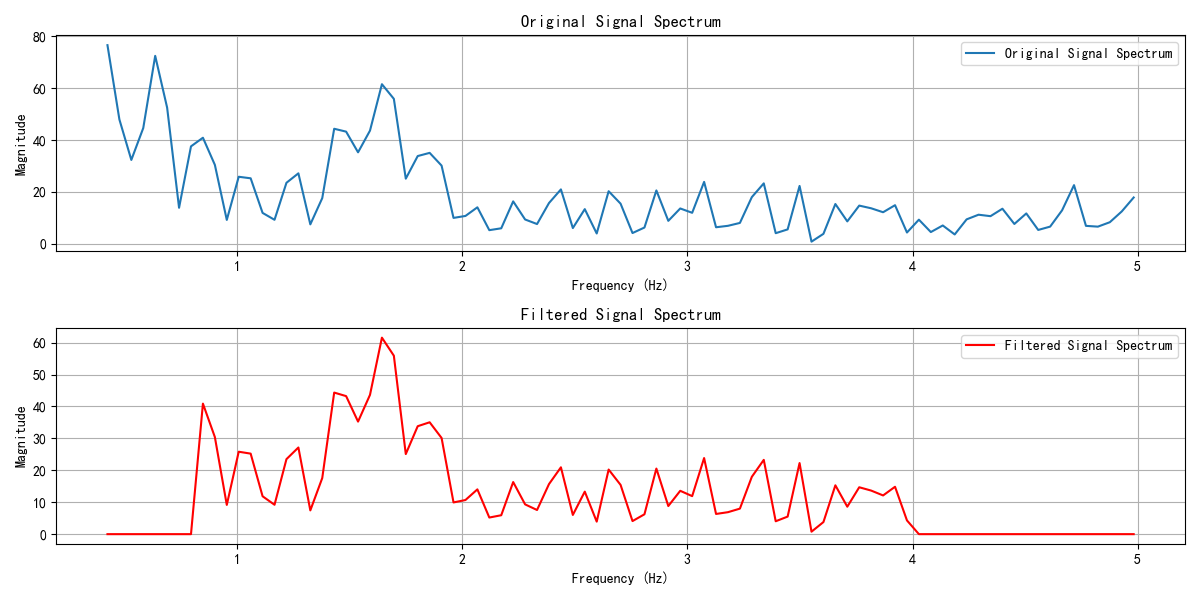 Original Signal Spectrum
Original Signal Spectrum
Magnitude
80
60
40
20
0
1 2 3 4 5
Frequency (Hz)
Filtered Signal Spectrum
Filtered Signal Spectrum
Magnitude
60
50
40
30
20
10
0
1 2 3 4 5
Frequency (Hz)